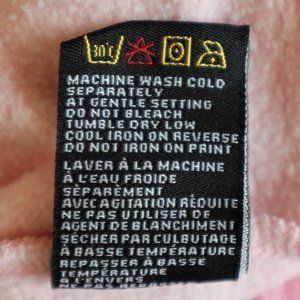 30°C
MACHINE WASH COLD
SEPARATELY
AT GENTLE SETTING
DO NOT BLEACH
TUMBLE DRY LOW
COOL IRON ON REVERSE
DO NOT IRON ON PRINT
LAVER À LA MACHINE
À L'EAU FROIDE
SÉPARÉMENT
AVEC AGITATION RÉDUITE
NE PAS UTILISER DE
AGENT DE BLANCHIMENT
SÉCHER PAR CULBUTAGE
À BASSE TEMPÉRATURE
REPASSER À BASSE
TEMPÉRATURE
À L'ENVERS